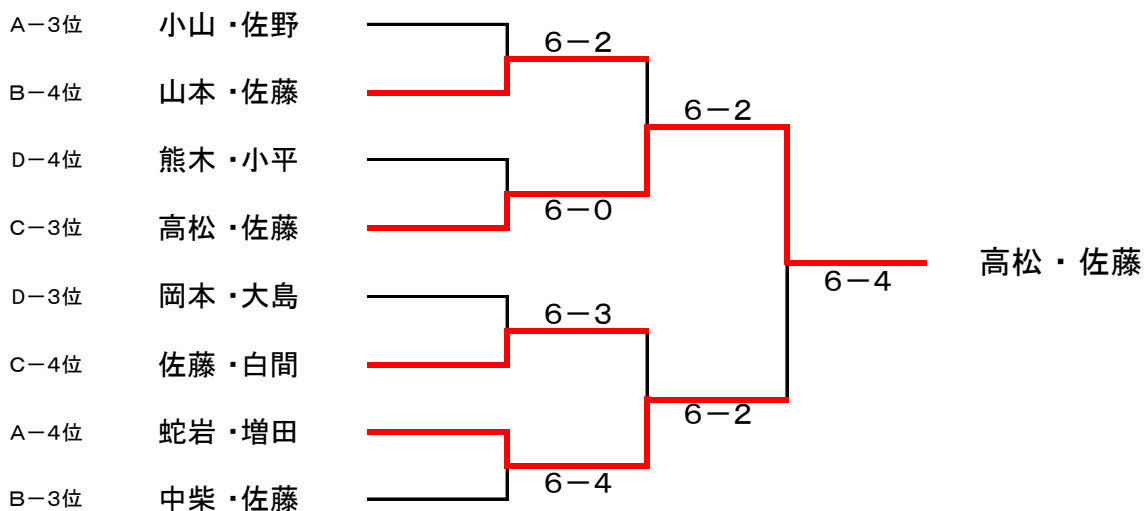 A－3位 小山・佐野
6－2
B－4位 山本・佐藤
6－2
D－4位 熊木・小平
6－0
C－3位 高松・佐藤
高松・佐藤
6－4
D－3位 岡本・大島
6－3
C－4位 佐藤・白間
6－2
A－4位 蛇岩・増田
6－4
B－3位 中柴・佐藤